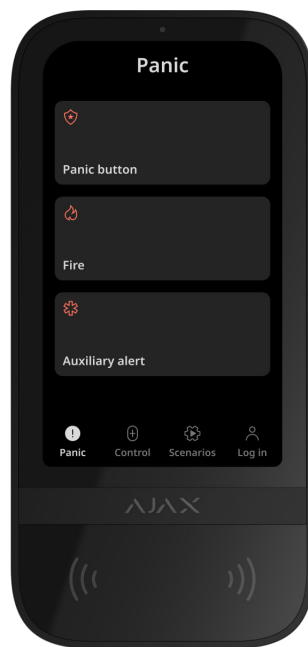 Panic
Panic button
Fire
Auxiliary alert
Panic Control Scenarios Log in
AJAX